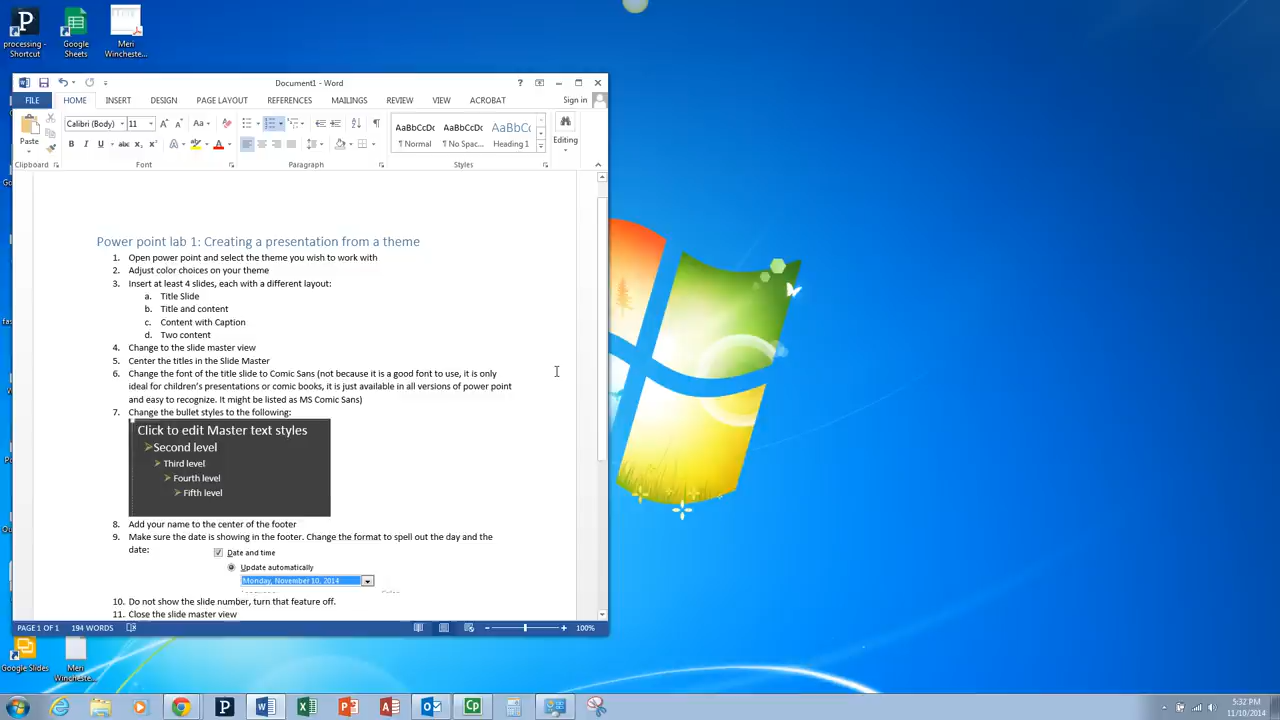 processing - Shortcut
Google Sheets
Meri Wincheste...
Document1 - Word
FILE HOME INSERT DESIGN PAGE LAYOUT REFERENCES MAILINGS REVIEW VIEW ACROBAT Sign in
Paste
Calibri (Body) 11
AaBbCcDc AaBbCcDc AaBbC
¶ Normal ¶ No Spac... Heading 1
Editing
Clipboard Font Paragraph Styles
Power point lab 1: Creating a presentation from a theme
1. Open power point and select the theme you wish to work with
2. Adjust color choices on your theme
3. Insert at least 4 slides, each with a different layout:
a. Title Slide
b. Title and content
c. Content with Caption
d. Two content
4. Change to the slide master view
5. Center the titles in the Slide Master
6. Change the font of the title slide to Comic Sans (not because it is a good font to use, it is only
ideal for children's presentations or comic books, it is just available in all versions of power point
and easy to recognize. It might be listed as MS Comic Sans)
7. Change the bullet styles to the following:
Click to edit Master text styles
Second level
Third level
Fourth level
Fifth level
8. Add your name to the center of the footer
9. Make sure the date is showing in the footer. Change the format to spell out the day and the
date:
Date and time
Update automatically
Monday, November 10, 2014
10. Do not show the slide number, turn that feature off.
11. Close the slide master view
PAGE 1 OF 1 194 WORDS 100%
Google Slides
Meri Wincheste...
5:32 PM
11/10/2014